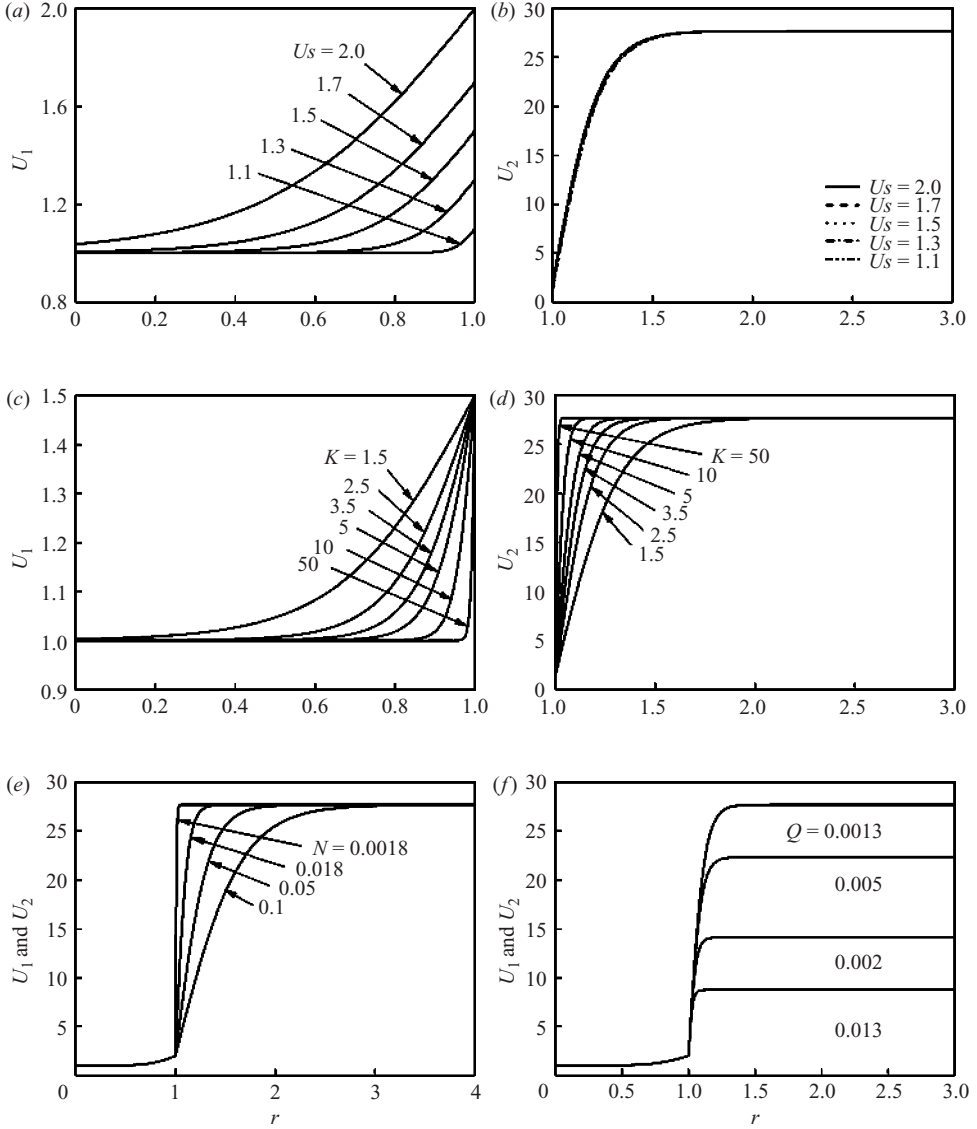 (a)
2.0
1.6
1.2
0.8
U1
Us = 2.0
1.7
1.5
1.3
1.1
0 0.2 0.4 0.6 0.8 1.0
(b)
30
25
20
15
10
5
0
U2
Us = 2.0
Us = 1.7
Us = 1.5
Us = 1.3
Us = 1.1
1.0 1.5 2.0 2.5 3.0
(c)
1.5
1.4
1.3
1.2
1.1
1.0
0.9
U1
K = 1.5
2.5
3.5
5
10
50
0 0.2 0.4 0.6 0.8 1.0
(d)
30
25
20
15
10
5
0
U2
K = 50
10
5
3.5
2.5
1.5
1.0 1.5 2.0 2.5 3.0
(e)
30
25
20
15
10
5
U1 and U2
N = 0.0018
0.018
0.05
0.1
0 1 2 3 4
r
(f)
30
25
20
15
10
5
U1 and U2
Q = 0.0013
0.005
0.002
0.013
0 0.5 1.0 1.5 2.0 2.5 3.0
r